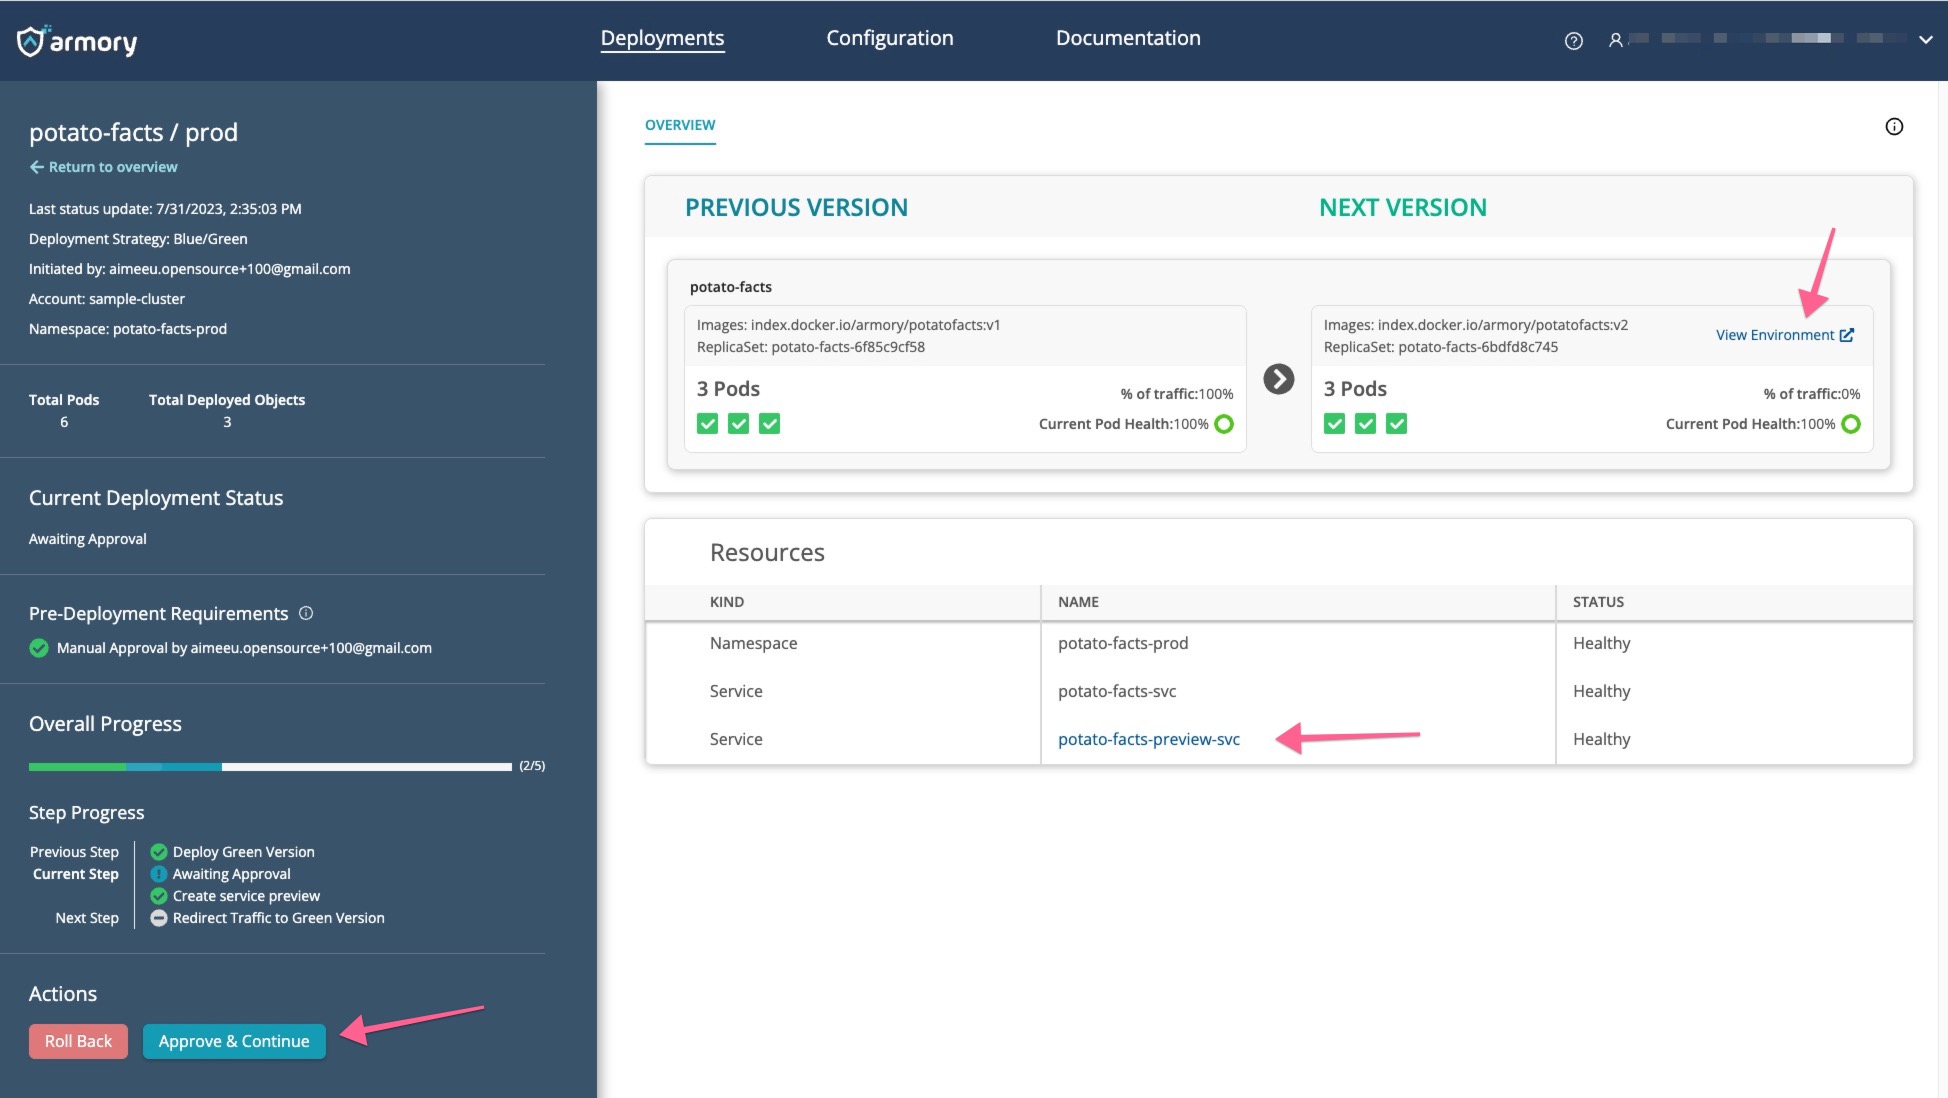 armory
Deployments
Configuration
Documentation
potato-facts / prod
Return to overview
Last status update: 7/31/2023, 2:35:03 PM
Deployment Strategy: Blue/Green
Initiated by: aimeeu.opensource+100@gmail.com
Account: sample-cluster
Namespace: potato-facts-prod
Total Pods
6
Total Deployed Objects
3
Current Deployment Status
Awaiting Approval
Pre-Deployment Requirements
Manual Approval by aimeeu.opensource+100@gmail.com
Overall Progress
(2/5)
Step Progress
Previous Step Deploy Green Version
Current Step Awaiting Approval
Create service preview
Next Step Redirect Traffic to Green Version
Actions
Roll Back
Approve & Continue
OVERVIEW
PREVIOUS VERSION
NEXT VERSION
potato-facts
Images: index.docker.io/armory/potatofacts:v1
ReplicaSet: potato-facts-6f85c9cf58
3 Pods
% of traffic:100%
Current Pod Health:100%
Images: index.docker.io/armory/potatofacts:v2
ReplicaSet: potato-facts-6bdfd8c745
View Environment
3 Pods
% of traffic:0%
Current Pod Health:100%
Resources
KIND NAME STATUS
Namespace potato-facts-prod Healthy
Service potato-facts-svc Healthy
Service potato-facts-preview-svc Healthy